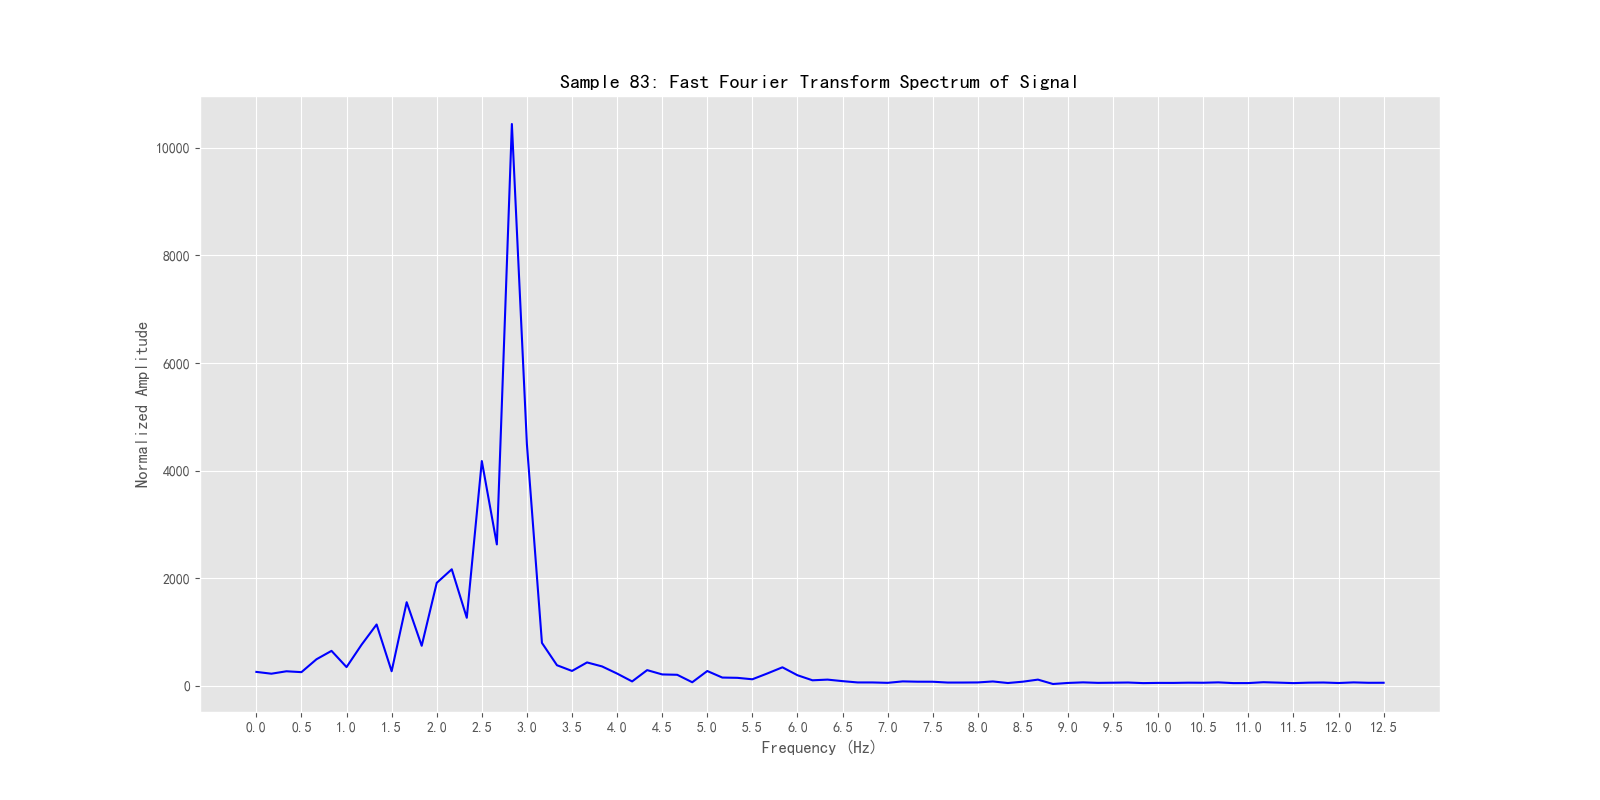 Sample 83: Fast Fourier Transform Spectrum of Signal
10000
8000
6000
4000
2000
0
Normalized Amplitude
0.0 0.5 1.0 1.5 2.0 2.5 3.0 3.5 4.0 4.5 5.0 5.5 6.0 6.5 7.0 7.5 8.0 8.5 9.0 9.5 10.0 10.5 11.0 11.5 12.0 12.5
Frequency (Hz)